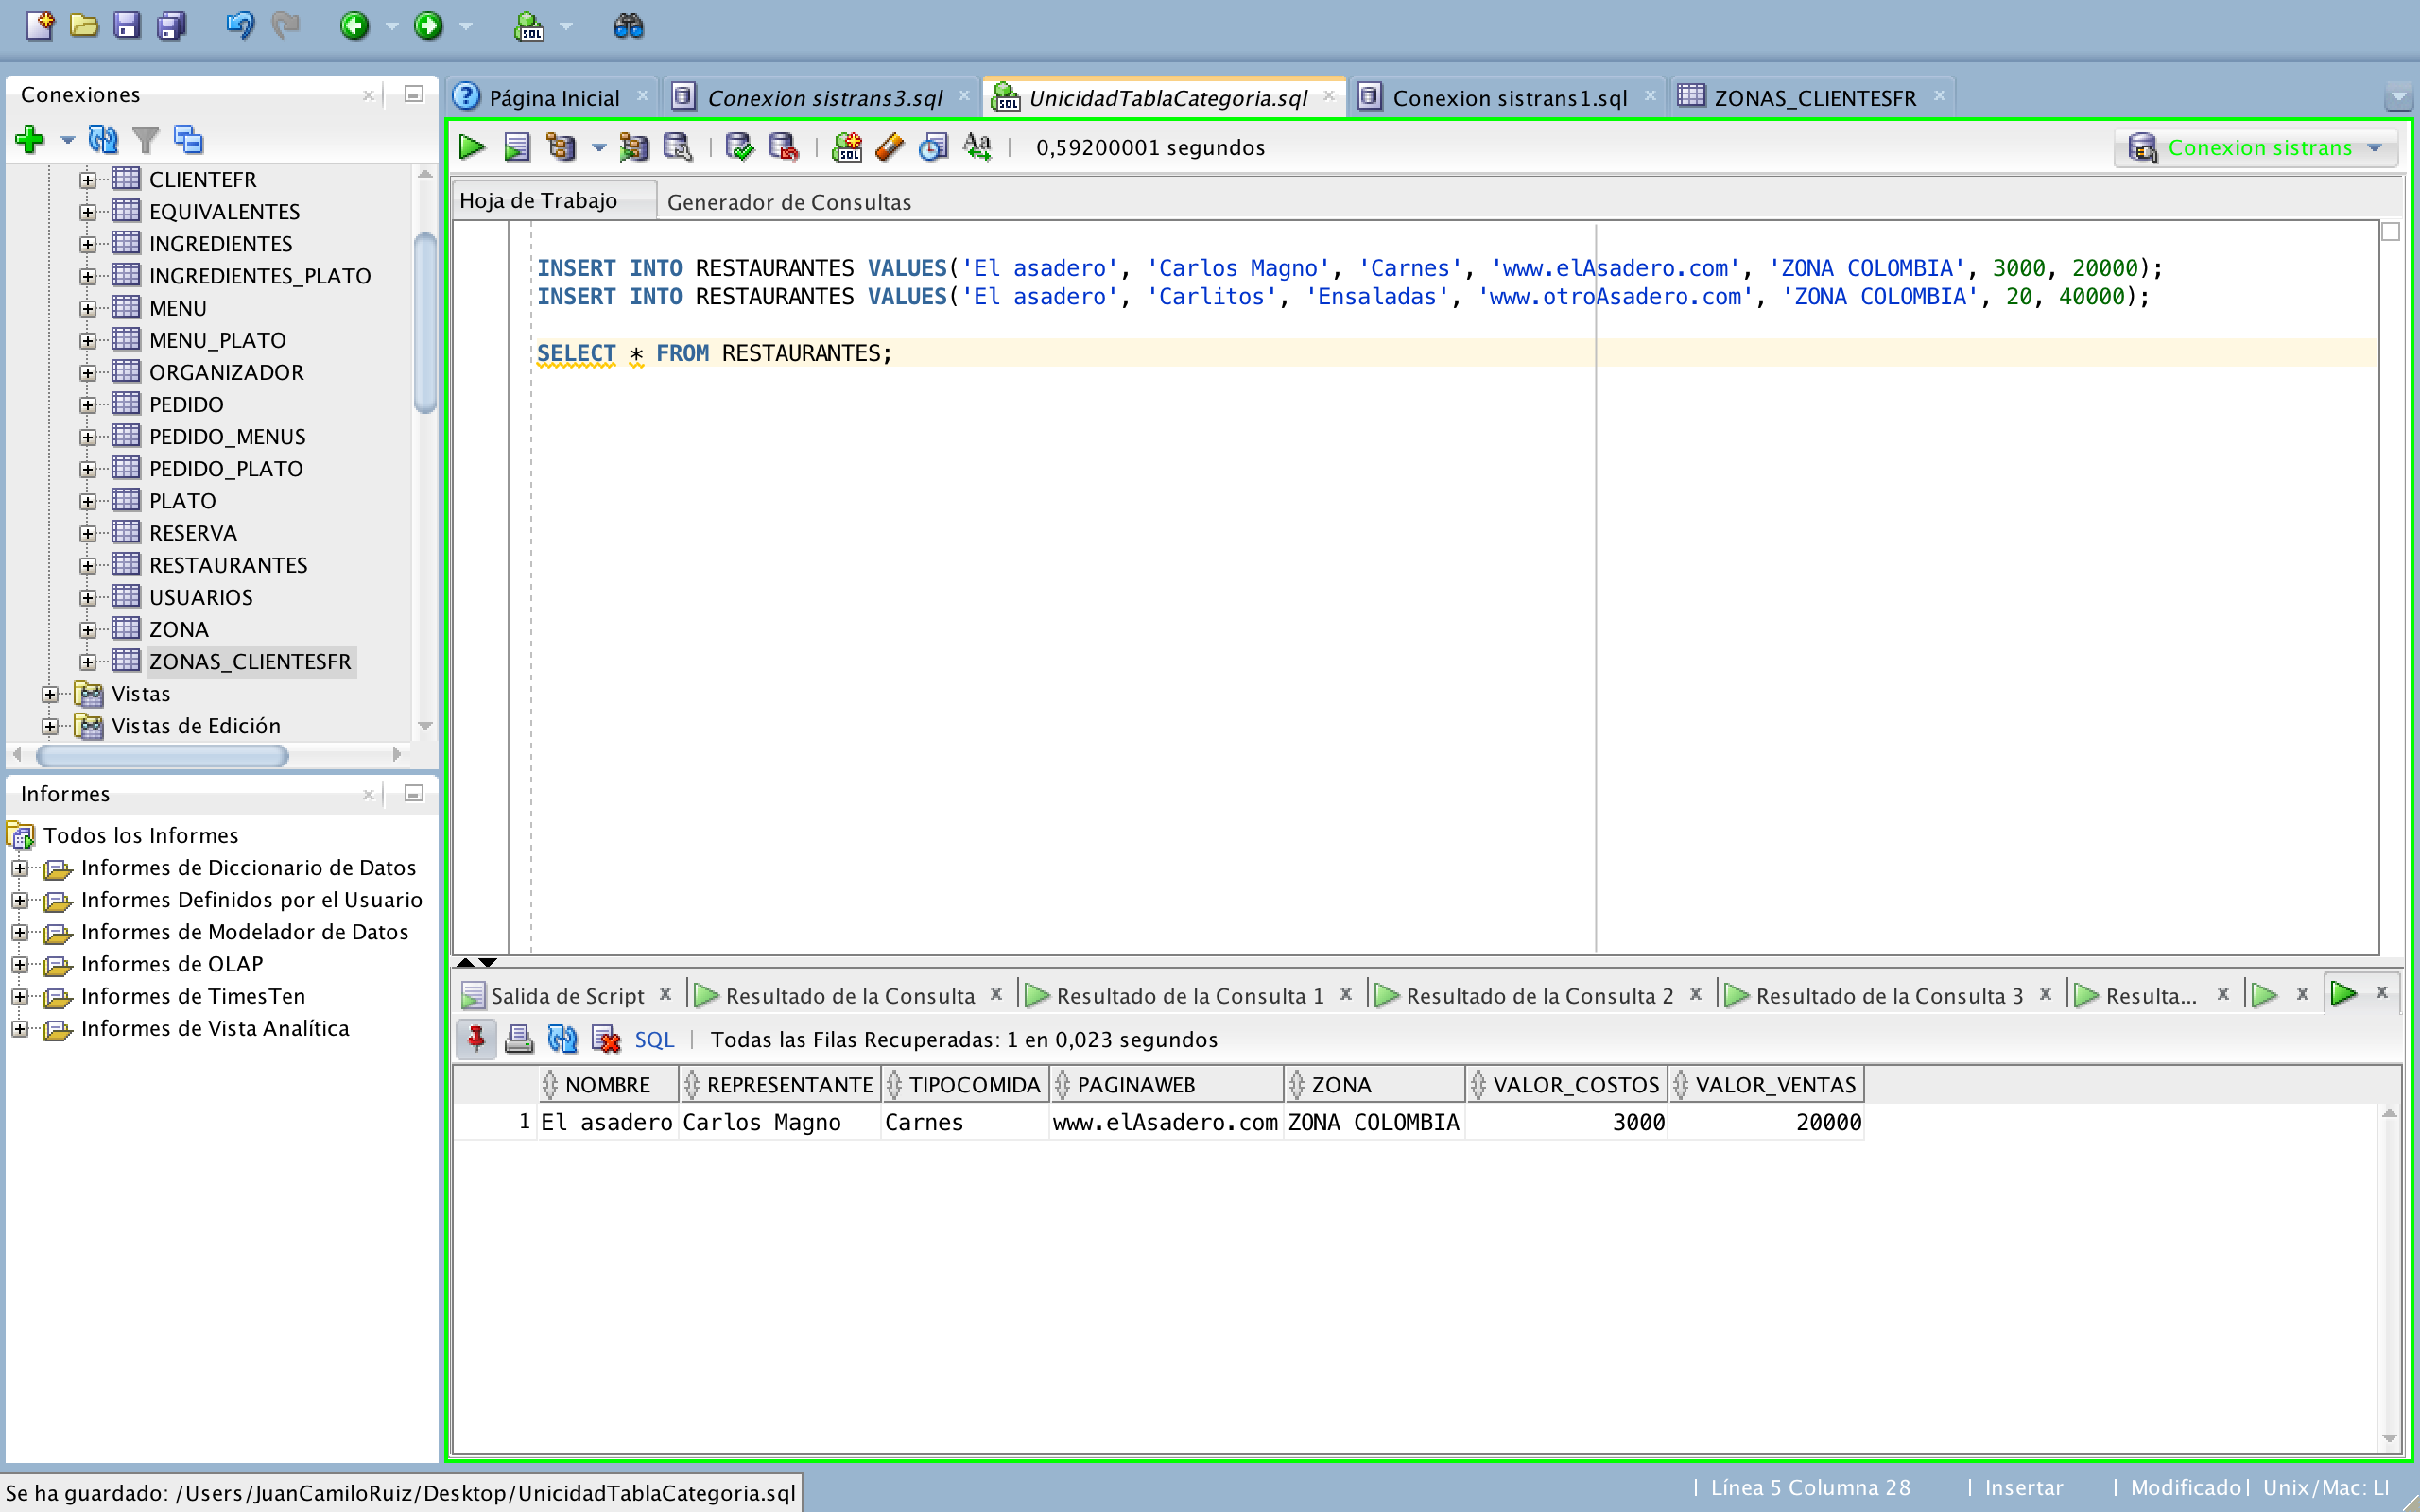 Conexiones
CLIENTEFR
EQUIVALENTES
INGREDIENTES
INGREDIENTES_PLATO
MENU
MENU_PLATO
ORGANIZADOR
PEDIDO
PEDIDO_MENUS
PEDIDO_PLATO
PLATO
RESERVA
RESTAURANTES
USUARIOS
ZONA
ZONAS_CLIENTESFR
Vistas
Vistas de Edición
Informes
Todos los Informes
Informes de Diccionario de Datos
Informes Definidos por el Usuario
Informes de Modelador de Datos
Informes de OLAP
Informes de TimesTen
Informes de Vista Analítica
Página Inicial Conexion sistrans3.sql UnicidadTablaCategoria.sql Conexion sistrans1.sql ZONAS_CLIENTESFR
0,59200001 segundos Conexion sistrans
Hoja de Trabajo Generador de Consultas
INSERT INTO RESTAURANTES VALUES('El asadero', 'Carlos Magno', 'Carnes', 'www.elAsadero.com', 'ZONA COLOMBIA', 3000, 20000);
INSERT INTO RESTAURANTES VALUES('El asadero', 'Carlitos', 'Ensaladas', 'www.otroAsadero.com', 'ZONA COLOMBIA', 20, 40000);
SELECT * FROM RESTAURANTES;
Salida de Script Resultado de la Consulta Resultado de la Consulta 1 Resultado de la Consulta 2 Resultado de la Consulta 3 Resulta...
SQL Todas las Filas Recuperadas: 1 en 0,023 segundos
NOMBRE REPRESENTANTE TIPOCOMIDA PAGINAWEB ZONA VALOR_COSTOS VALOR_VENTAS
1 El asadero Carlos Magno Carnes www.elAsadero.com ZONA COLOMBIA 3000 20000
Se ha guardado: /Users/JuanCamiloRuiz/Desktop/UnicidadTablaCategoria.sql
Línea 5 Columna 28 Insertar Modificado Unix/Mac: LI